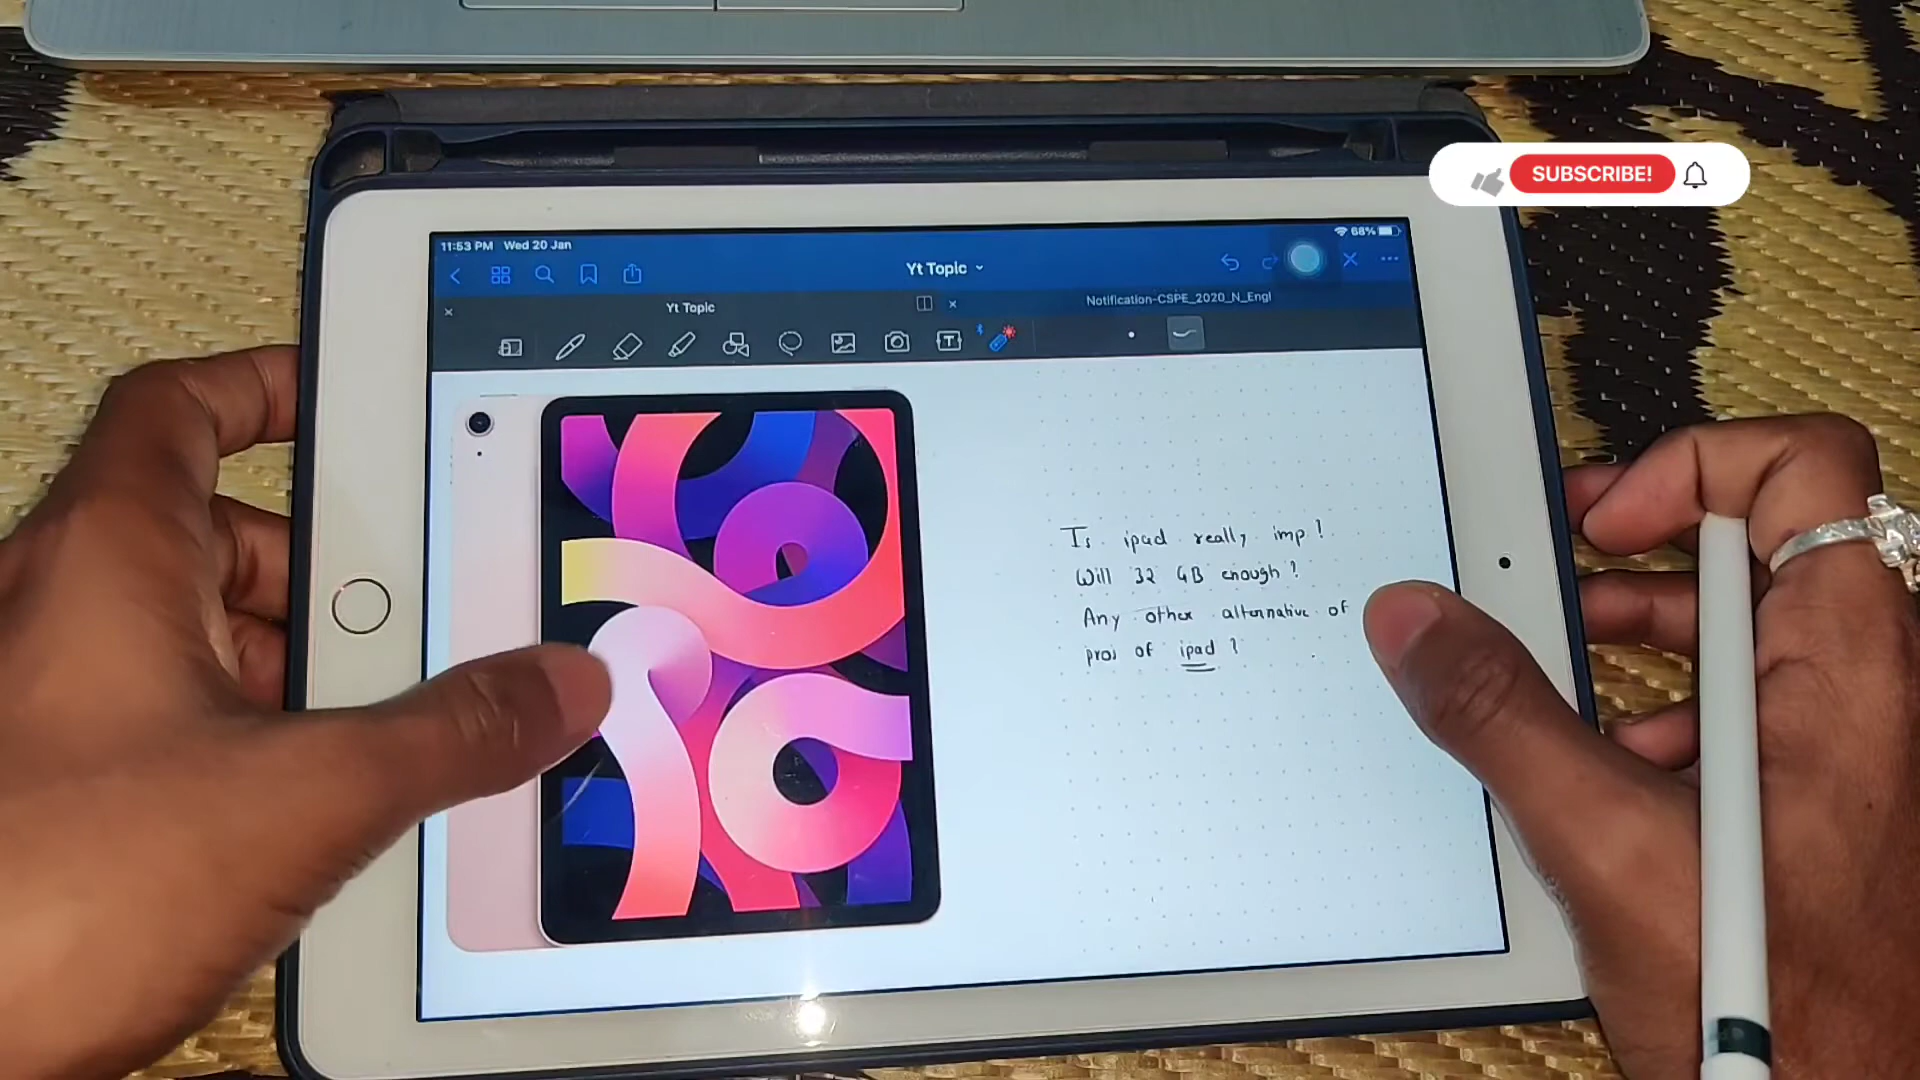 SUBSCRIBE!
11:53 PM Wed 20 Jan
68%
Yt Topic
Yt Topic
Notification-CSPE_2020_N_Engl
T
Is ipad really imp?
Will 32 GB enough?
Any other alternative of
pros of ipad?